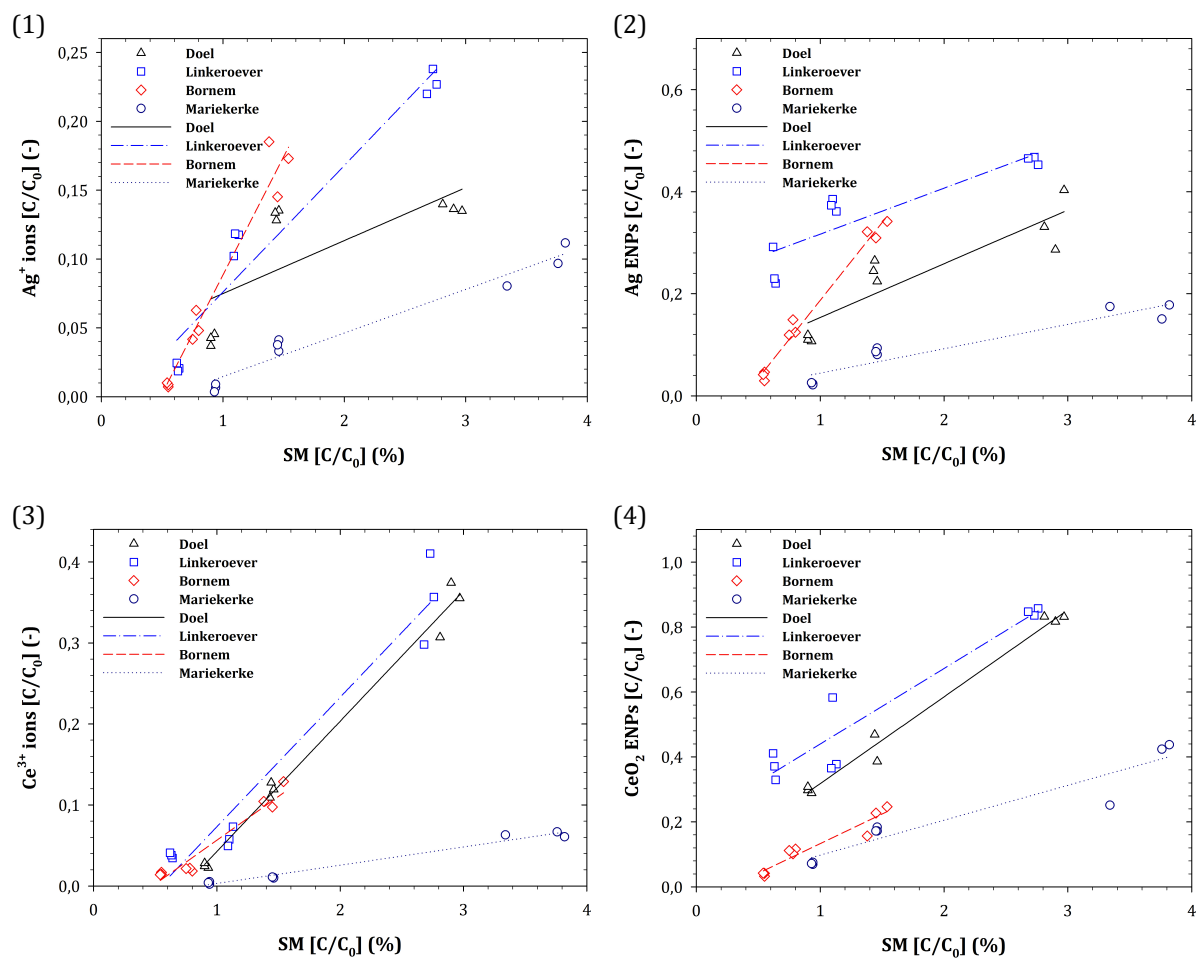 (1)
0,25
0,20
0,15
0,10
0,05
0,00
Ag⁺ ions [C/C₀] (-)
Doel
Linkeroever
Bornem
Mariekerke
Doel
Linkeroever
Bornem
Mariekerke
0 1 2 3 4
SM [C/C₀] (%)
(2)
0,6
0,4
0,2
0,0
Ag ENPs [C/C₀] (-)
Doel
Linkeroever
Bornem
Mariekerke
Doel
Linkeroever
Bornem
Mariekerke
0 1 2 3 4
SM [C/C₀] (%)
(3)
0,4
0,3
0,2
0,1
0,0
Ce³⁺ ions [C/C₀] (-)
Doel
Linkeroever
Bornem
Mariekerke
Doel
Linkeroever
Bornem
Mariekerke
0 1 2 3 4
SM [C/C₀] (%)
(4)
1,0
0,8
0,6
0,4
0,2
0,0
CeO₂ ENPs [C/C₀] (-)
Doel
Linkeroever
Bornem
Mariekerke
Doel
Linkeroever
Bornem
Mariekerke
0 1 2 3 4
SM [C/C₀] (%)